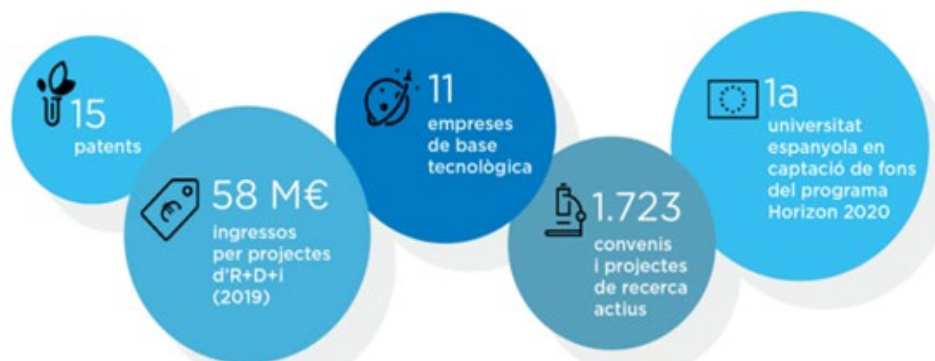 15
patents
58 M€
ingressos
per projectes
d'R+D+i
(2019)
11
empreses
de base
tecnològica
1.723
convenis
i projectes
de recerca
actius
1a
universitat
espanyola en
captació de fons
del programa
Horizon 2020